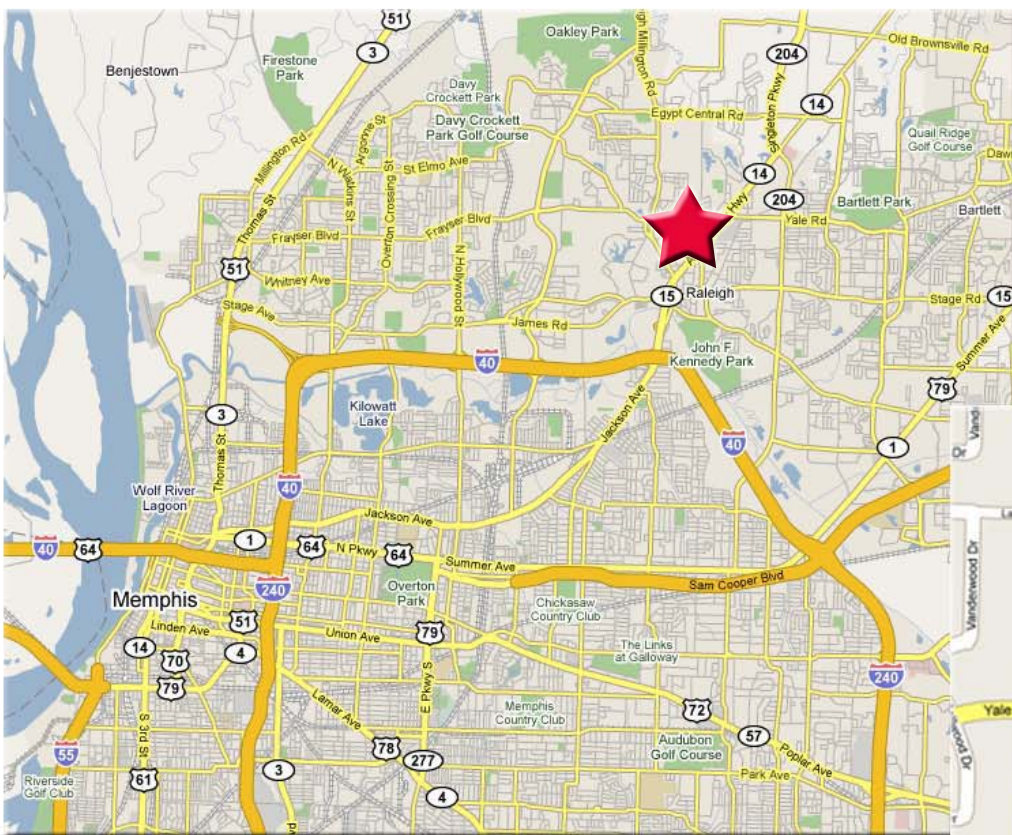 51
3
204
Old Brownsville Rd
Benjestown
Firestone
Park
Oakley Park
Millington Rd
14
Davy
Crockett Park
Davy Crockett
Park Golf Course
Egypt Central Rd
Quail Ridge
Golf Course
Millington Rd
Argonne St
N Watkins St
St Elmo Ave
Overton Crossing St
14
Hwy
204
Yale Rd
Bartlett Park
Bartlett
Thomas St
Frayser Blvd
Frayser Blvd
N Hollywood St
51
Whitney Ave
15
Raleigh
Stage Rd
15
Stage Ave
James Rd
Summer Ave
John F
Kennedy Park
40
79
Kilowatt
Lake
Jackson Ave
3
Thomas St
40
1
Vand
Dr
Wolf River
Lagoon
40
Jackson Ave
40
64
1
64
N Pkwy
64
Summer Ave
Sam Cooper Blvd
Vanderwood Dr
240
Overton
Park
Memphis
Chickasaw
Country Club
51
Linden Ave
Union Ave
79
14
70
4
The Links
at Galloway
79
E Pkwy S
240
72
Yale
S 3rd St
Lamar Ave
Memphis
Country Club
57
55
78
Audubon
Golf Course
Poplar Ave
277
Park Ave
61
3
4
Riverside
Golf Club
wood Dr